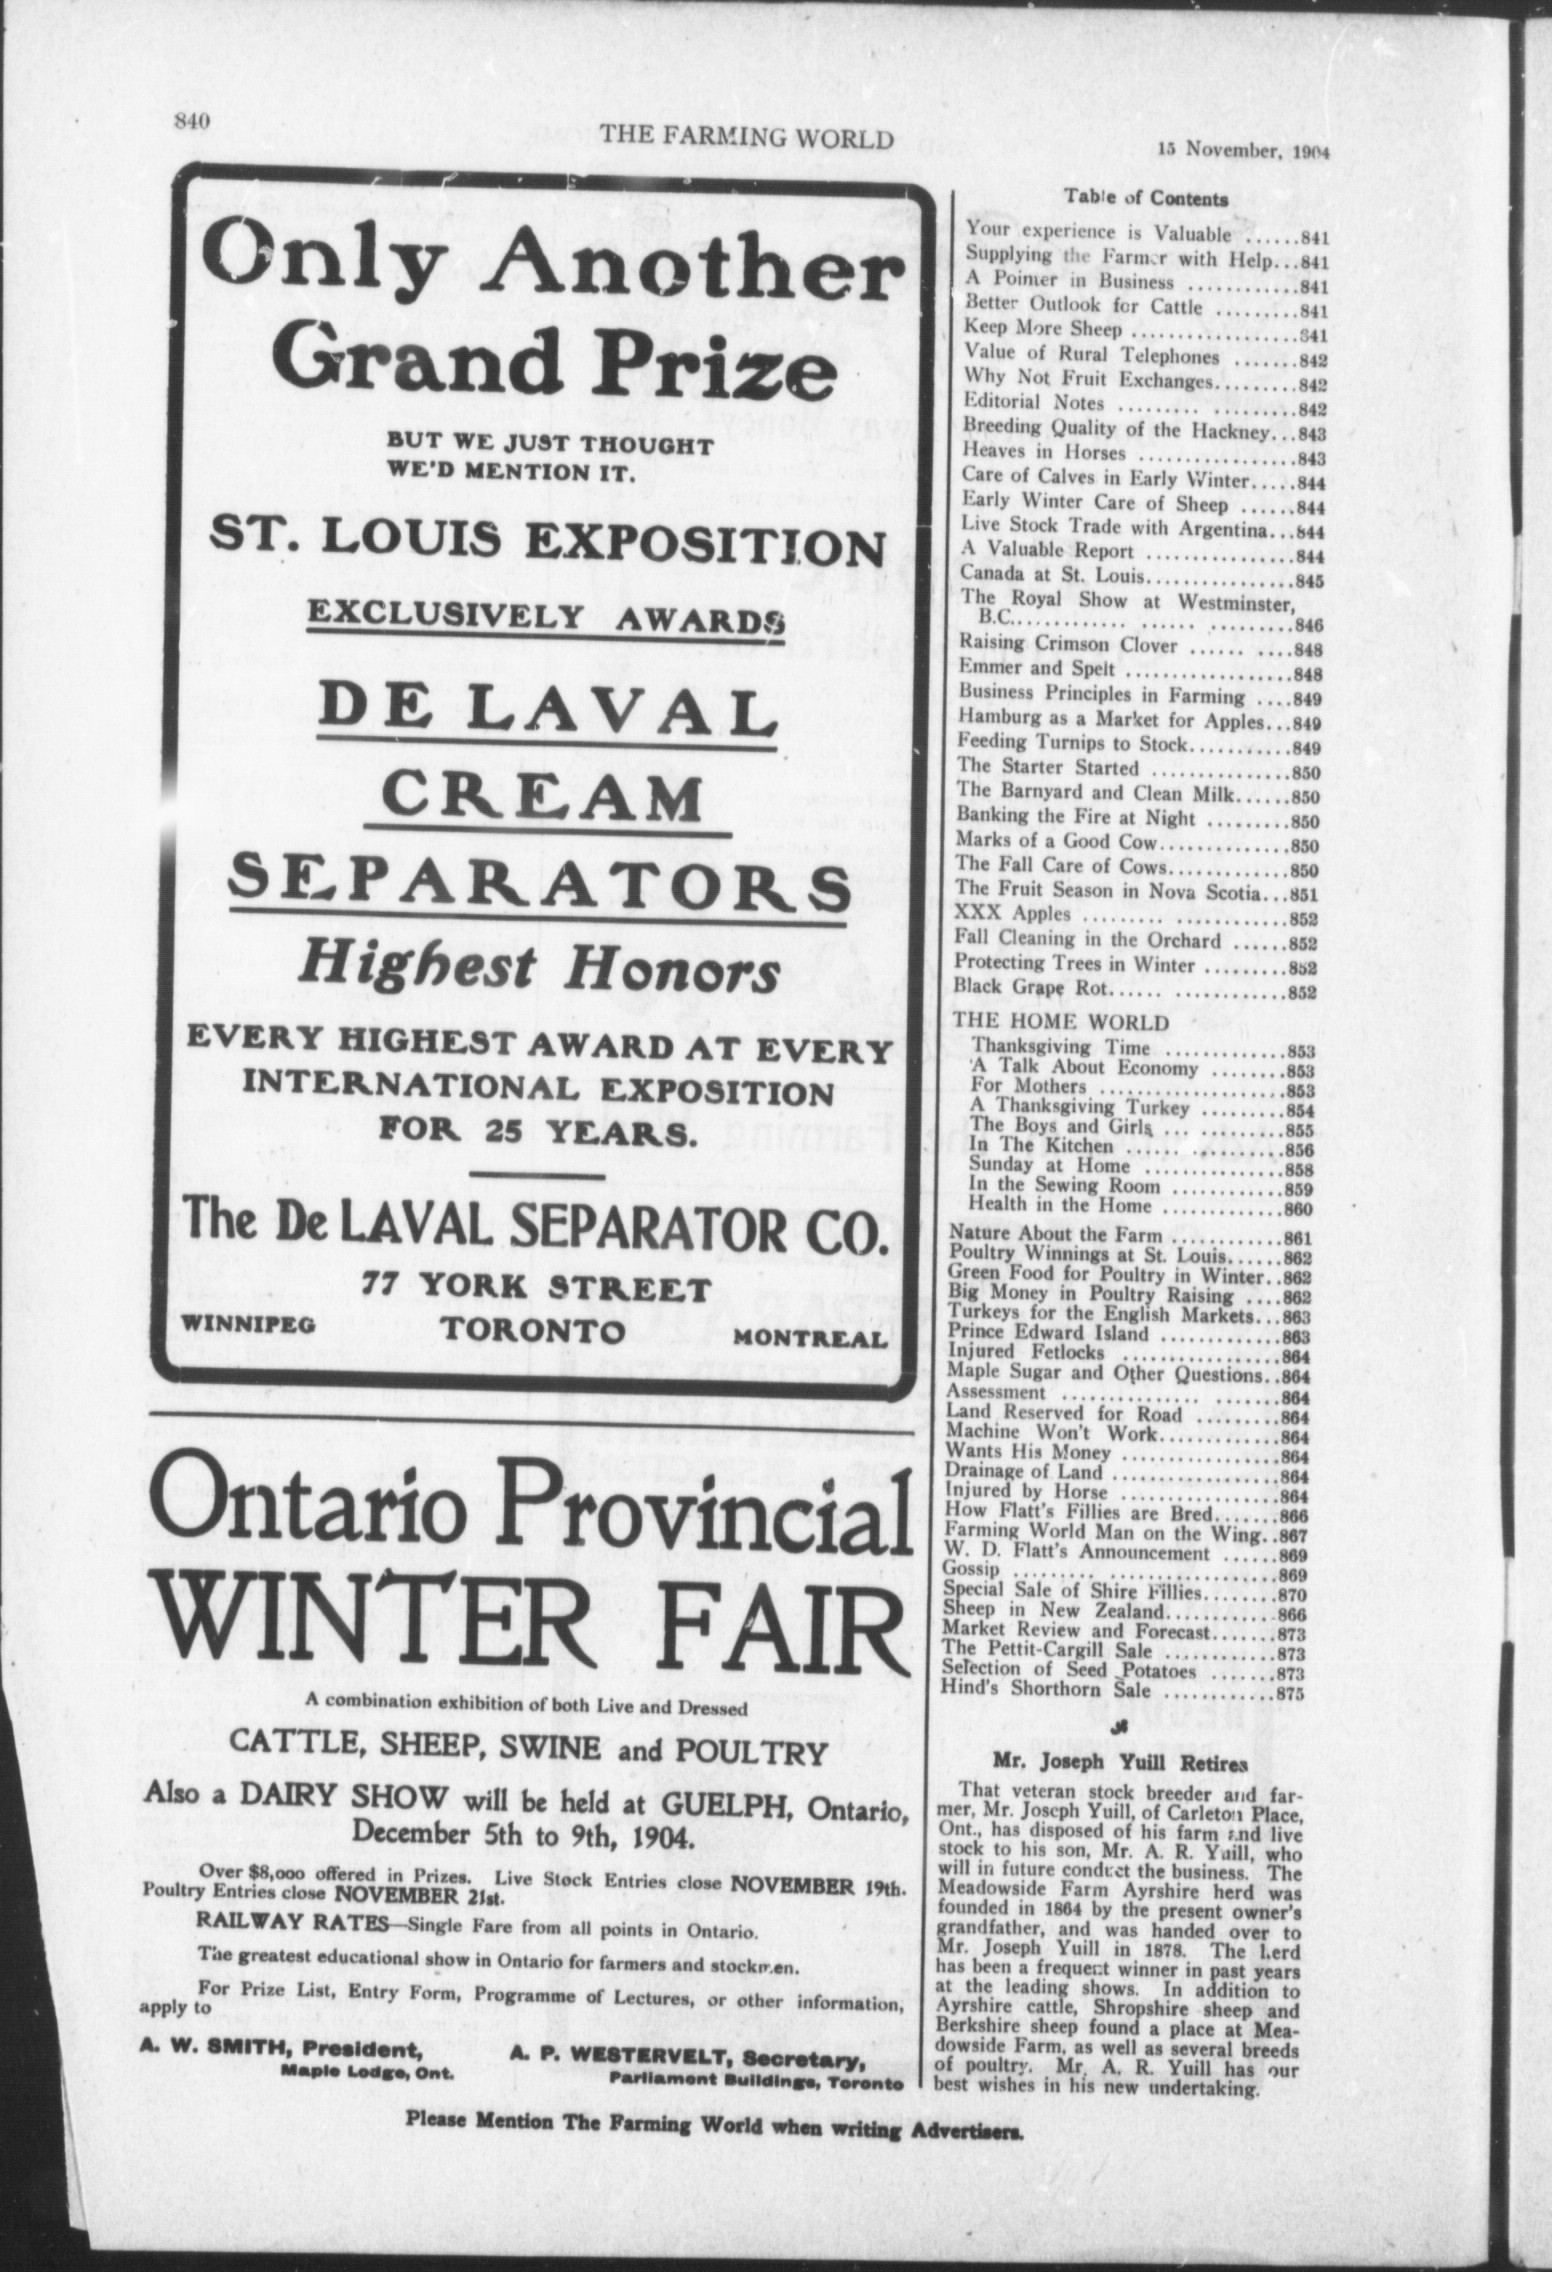 840
THE FARMING WORLD
15 November, 1904
Only Another
Grand Prize
BUT WE JUST THOUGHT
WE'D MENTION IT.
ST. LOUIS EXPOSITION
EXCLUSIVELY AWARDS
DE LAVAL
CREAM
SEPARATORS
Highest Honors
EVERY HIGHEST AWARD AT EVERY
INTERNATIONAL EXPOSITION
FOR 25 YEARS.
The De LAVAL SEPARATOR CO.
77 YORK STREET
WINNIPEG TORONTO MONTREAL
Ontario Provincial
WINTER FAIR
A combination exhibition of both Live and Dressed
CATTLE, SHEEP, SWINE and POULTRY
Also a DAIRY SHOW will be held at GUELPH, Ontario,
December 5th to 9th, 1904.
Over $8,000 offered in Prizes. Live Stock Entries close NOVEMBER 19th.
Poultry Entries close NOVEMBER 21st.
RAILWAY RATES—Single Fare from all points in Ontario.
The greatest educational show in Ontario for farmers and stockmen.
For Prize List, Entry Form, Programme of Lectures, or other information,
apply to
A. W. SMITH, President,
Maple Lodge, Ont.
A. P. WESTERVELT, Secretary,
Parliament Buildings, Toronto
Table of Contents
Your experience is Valuable ......841
Supplying the Farmer with Help...841
A Pointer in Business ............841
Better Outlook for Cattle .........841
Keep More Sheep ..................841
Value of Rural Telephones .......842
Why Not Fruit Exchanges.........842
Editorial Notes ......... .........842
Breeding Quality of the Hackney...843
Heaves in Horses .................843
Care of Calves in Early Winter.....844
Early Winter Care of Sheep ......844
Live Stock Trade with Argentina...844
A Valuable Report ................844
Canada at St. Louis................845
The Royal Show at Westminster,
B.C............. ...... .........846
Raising Crimson Clover ...... ....848
Emmer and Spelt ..................848
Business Principles in Farming ....849
Hamburg as a Market for Apples...849
Feeding Turnips to Stock...........849
The Starter Started ...............850
The Barnyard and Clean Milk......850
Banking the Fire at Night .........850
Marks of a Good Cow..............850
The Fall Care of Cows.............850
The Fruit Season in Nova Scotia...851
XXX Apples ......... ............852
Fall Cleaning in the Orchard ......852
Protecting Trees in Winter .........852
Black Grape Rot...... ............852
THE HOME WORLD
Thanksgiving Time .............853
A Talk About Economy ........853
For Mothers ....................853
A Thanksgiving Turkey .........854
The Boys and Girls ... .........855
In The Kitchen ...... ..........856
Sunday at Home ...............858
In the Sewing Room ............859
Health in the Home .............860
Nature About the Farm ............861
Poultry Winnings at St. Louis......862
Green Food for Poultry in Winter..862
Big Money in Poultry Raising ....862
Turkeys for the English Markets...863
Prince Edward Island .............863
Injured Fetlocks .................864
Maple Sugar and Other Questions..864
Assessment ............... .......864
Land Reserved for Road .........864
Machine Won't Work.............864
Wants His Money .................864
Drainage of Land ..................864
Injured by Horse .................864
How Flatt's Fillies are Bred.......866
Farming World Man on the Wing..867
W. D. Flatt's Announcement ......869
Gossip ......... ..................869
Special Sale of Shire Fillies........870
Sheep in New Zealand............866
Market Review and Forecast.......873
The Pettit-Cargill Sale ............873
Selection of Seed Potatoes .......873
Hind's Shorthorn Sale ............875
Mr. Joseph Yuill Retires
That veteran stock breeder and far-
mer, Mr. Joseph Yuill, of Carleton Place,
Ont., has disposed of his farm and live
stock to his son, Mr. A. R. Yuill, who
will in future conduct the business. The
Meadowside Farm Ayrshire herd was
founded in 1864 by the present owner's
grandfather, and was handed over to
Mr. Joseph Yuill in 1878. The herd
has been a frequent winner in past years
at the leading shows. In addition to
Ayrshire cattle, Shropshire sheep and
Berkshire sheep found a place at Mea-
dowside Farm, as well as several breeds
of poultry. Mr. A. R. Yuill has our
best wishes in his new undertaking.
Please Mention The Farming World when writing Advertisers.